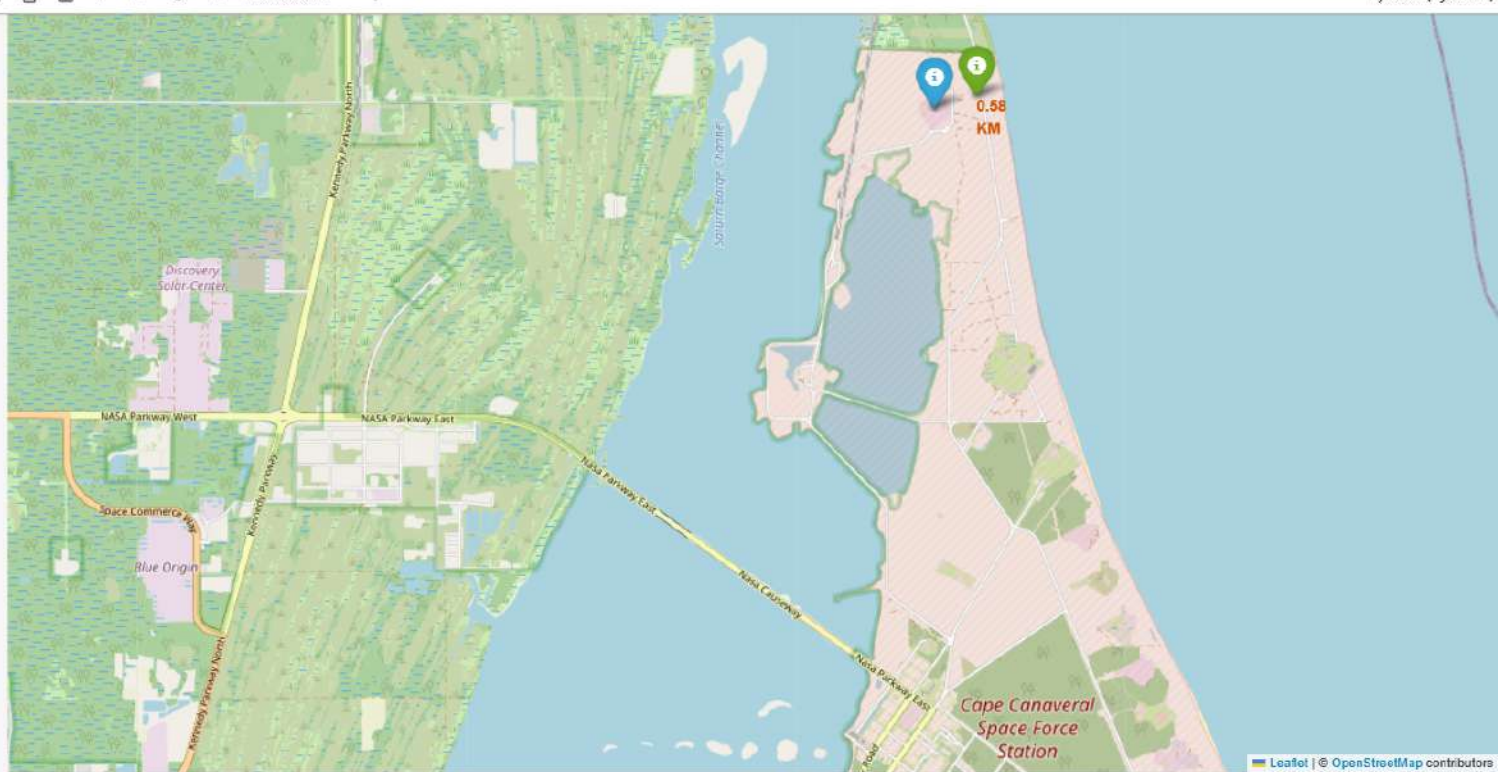 Kennedy Parkway North
Saturn Barge Channel
0.58
KM
Discovery
Solar Center
NASA Parkway West
NASA Parkway East
Nasa Parkway East
Kennedy Parkway
Space Commerce Way
Blue Origin
Nasa Causeway
Kennedy Parkway North
Nasa Parkway East
Cape Canaveral
Space Force
Station
Road
Leaflet | © OpenStreetMap contributors